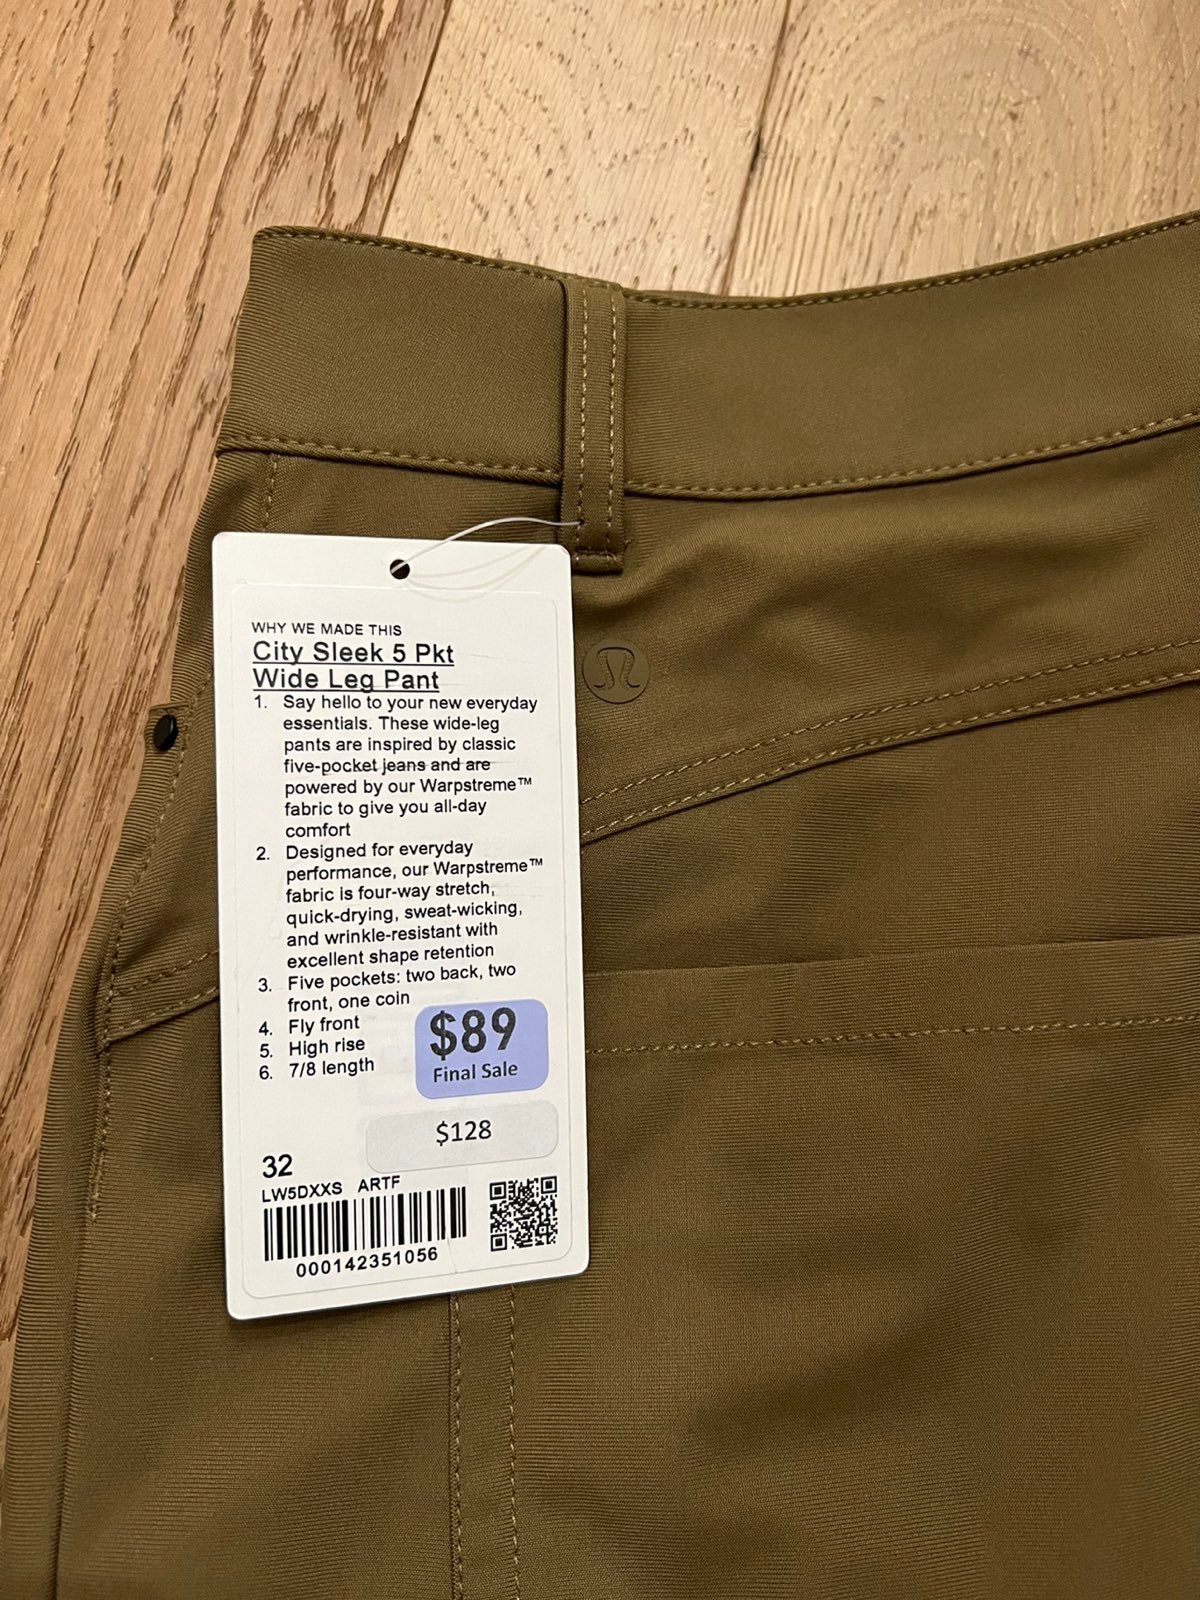 WHY WE MADE THIS
City Sleek 5 Pkt
Wide Leg Pant
1. Say hello to your new everyday
essentials. These wide-leg
pants are inspired by classic
five-pocket jeans and are
powered by our Warpstreme™
fabric to give you all-day
comfort
2. Designed for everyday
performance, our Warpstreme™
fabric is four-way stretch,
quick-drying, sweat-wicking,
and wrinkle-resistant with
excellent shape retention
3. Five pockets: two back, two
front, one coin
4. Fly front
5. High rise
6. 7/8 length
$89
Final Sale
$128
32
LW5DXXS ARTF
000142351056